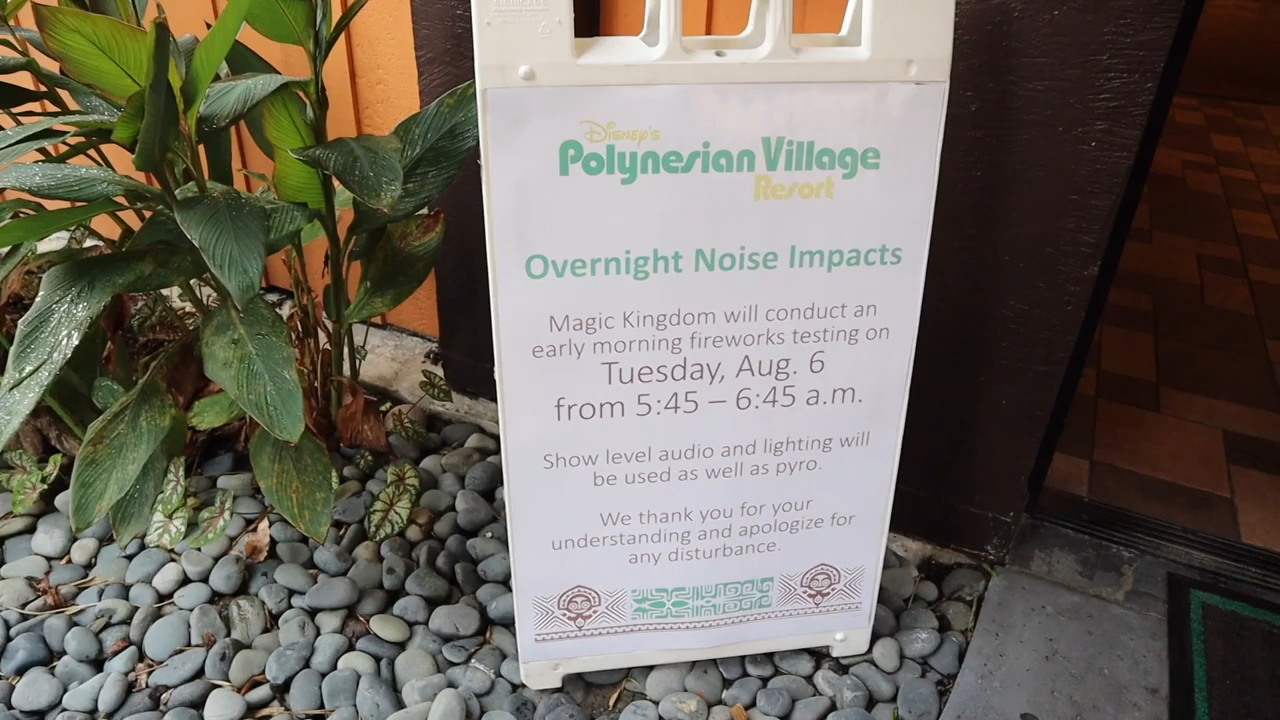 Disney's
Polynesian Village
Resort
Overnight Noise Impacts
Magic Kingdom will conduct an
early morning fireworks testing on
Tuesday, Aug. 6
from 5:45 – 6:45 a.m.
Show level audio and lighting will
be used as well as pyro.
We thank you for your
understanding and apologize for
any disturbance.